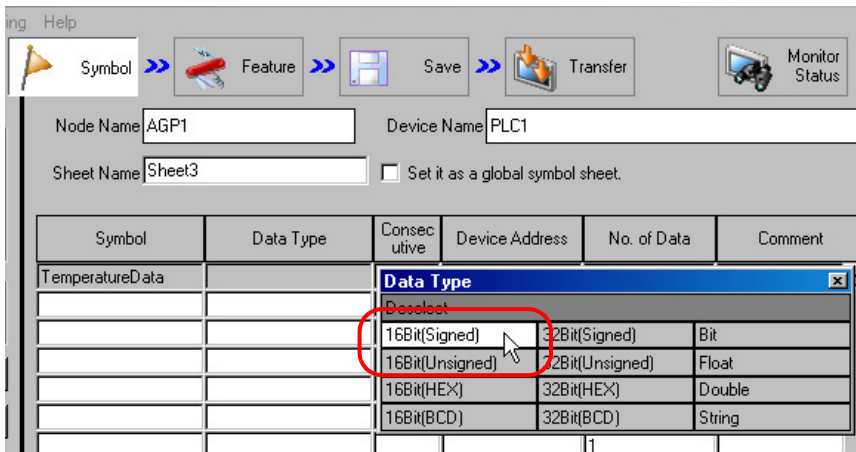 ing Help
Symbol Feature Save Transfer Monitor Status
Node Name AGP1 Device Name PLC1
Sheet Name Sheet3 Set it as a global symbol sheet.
Symbol Data Type Consec utive Device Address No. of Data Comment
TemperatureData
Data Type
Deselect
16Bit(Signed) 32Bit(Signed) Bit
16Bit(Unsigned) 32Bit(Unsigned) Float
16Bit(HEX) 32Bit(HEX) Double
16Bit(BCD) 32Bit(BCD) String
1